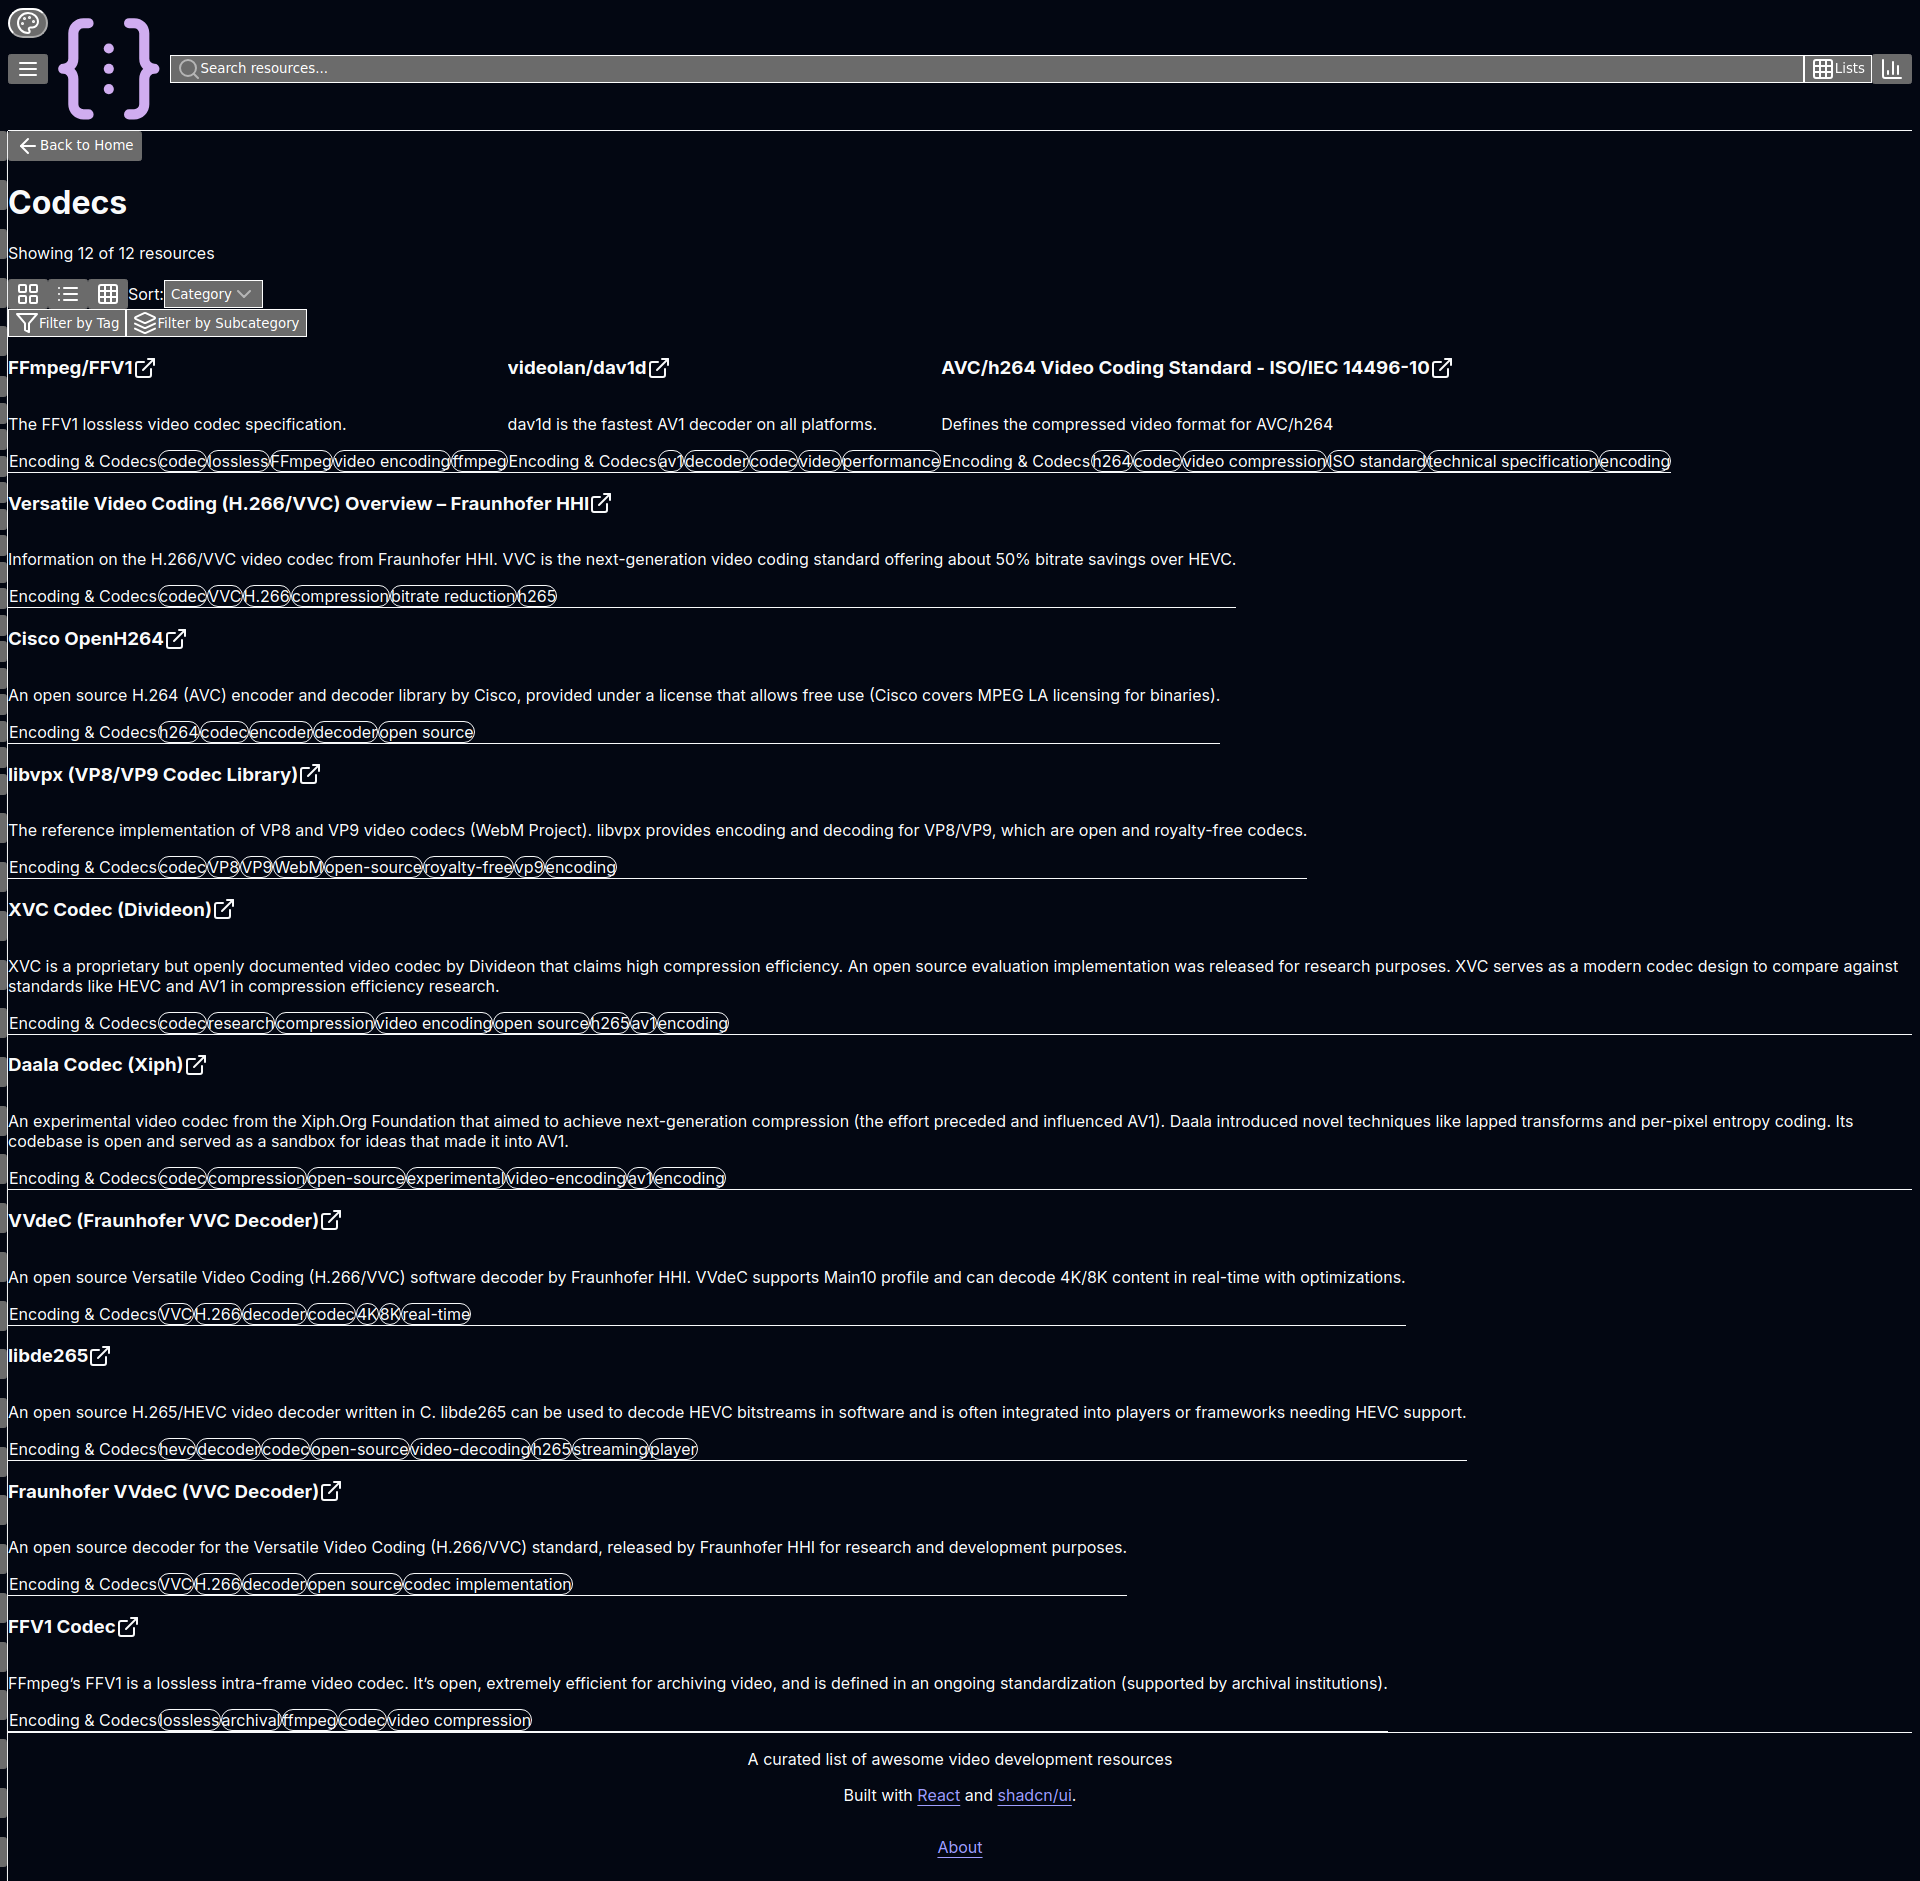 Search resources...
Lists
Back to Home
Codecs
Showing 12 of 12 resources
Sort: Category
Filter by Tag Filter by Subcategory
FFmpeg/FFV1 videolan/dav1d AVC/h264 Video Coding Standard - ISO/IEC 14496-10
The FFV1 lossless video codec specification. dav1d is the fastest AV1 decoder on all platforms. Defines the compressed video format for AVC/h264
Encoding & Codecs codec lossless FFmpeg video encoding ffmpeg Encoding & Codecs av1 decoder codec video performance Encoding & Codecs h264 codec video compression ISO standard technical specification encoding
Versatile Video Coding (H.266/VVC) Overview – Fraunhofer HHI
Information on the H.266/VVC video codec from Fraunhofer HHI. VVC is the next-generation video coding standard offering about 50% bitrate savings over HEVC.
Encoding & Codecs codec VVC H.266 compression bitrate reduction h265
Cisco OpenH264
An open source H.264 (AVC) encoder and decoder library by Cisco, provided under a license that allows free use (Cisco covers MPEG LA licensing for binaries).
Encoding & Codecs h264 codec encoder decoder open source
libvpx (VP8/VP9 Codec Library)
The reference implementation of VP8 and VP9 video codecs (WebM Project). libvpx provides encoding and decoding for VP8/VP9, which are open and royalty-free codecs.
Encoding & Codecs codec VP8 VP9 WebM open-source royalty-free vp9 encoding
XVC Codec (Divideon)
XVC is a proprietary but openly documented video codec by Divideon that claims high compression efficiency. An open source evaluation implementation was released for research purposes. XVC serves as a modern codec design to compare against
standards like HEVC and AV1 in compression efficiency research.
Encoding & Codecs codec research compression video encoding open source h265 av1 encoding
Daala Codec (Xiph)
An experimental video codec from the Xiph.Org Foundation that aimed to achieve next-generation compression (the effort preceded and influenced AV1). Daala introduced novel techniques like lapped transforms and per-pixel entropy coding. Its
codebase is open and served as a sandbox for ideas that made it into AV1.
Encoding & Codecs codec compression open-source experimental video-encoding av1 encoding
VVdeC (Fraunhofer VVC Decoder)
An open source Versatile Video Coding (H.266/VVC) software decoder by Fraunhofer HHI. VVdeC supports Main10 profile and can decode 4K/8K content in real-time with optimizations.
Encoding & Codecs VVC H.266 decoder codec 4K 8K real-time
libde265
An open source H.265/HEVC video decoder written in C. libde265 can be used to decode HEVC bitstreams in software and is often integrated into players or frameworks needing HEVC support.
Encoding & Codecs hevc decoder codec open-source video-decoding h265 streaming player
Fraunhofer VVdeC (VVC Decoder)
An open source decoder for the Versatile Video Coding (H.266/VVC) standard, released by Fraunhofer HHI for research and development purposes.
Encoding & Codecs VVC H.266 decoder open source codec implementation
FFV1 Codec
FFmpeg’s FFV1 is a lossless intra-frame video codec. It’s open, extremely efficient for archiving video, and is defined in an ongoing standardization (supported by archival institutions).
Encoding & Codecs lossless archival ffmpeg codec video compression
A curated list of awesome video development resources
Built with React and shadcn/ui.
About